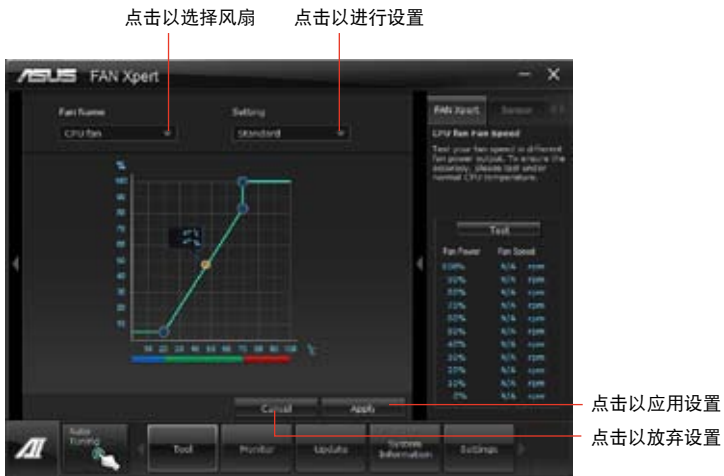 点击以选择风扇
点击以进行设置
ASUS FAN Xpert
Fan Name
Setting
CPU fan
Standard
FAN Xpert
Sensor
CPU fan Fan Speed
Test your fan speed in different
fan power output. To ensure the
accuracy, please test under
normal CPU temperature.
%
100
90
80
70
60
50
40
30
20
10
10 20 30 40 50 60 70 80 90 100 °C
Test
Fan Power Fan Speed
100% N/A rpm
90% N/A rpm
80% N/A rpm
70% N/A rpm
60% N/A rpm
50% N/A rpm
40% N/A rpm
30% N/A rpm
20% N/A rpm
10% N/A rpm
0% N/A rpm
Cancel
Apply
点击以应用设置
点击以放弃设置
Auto
Tuning
Tool
Monitor
Update
System
Information
Settings